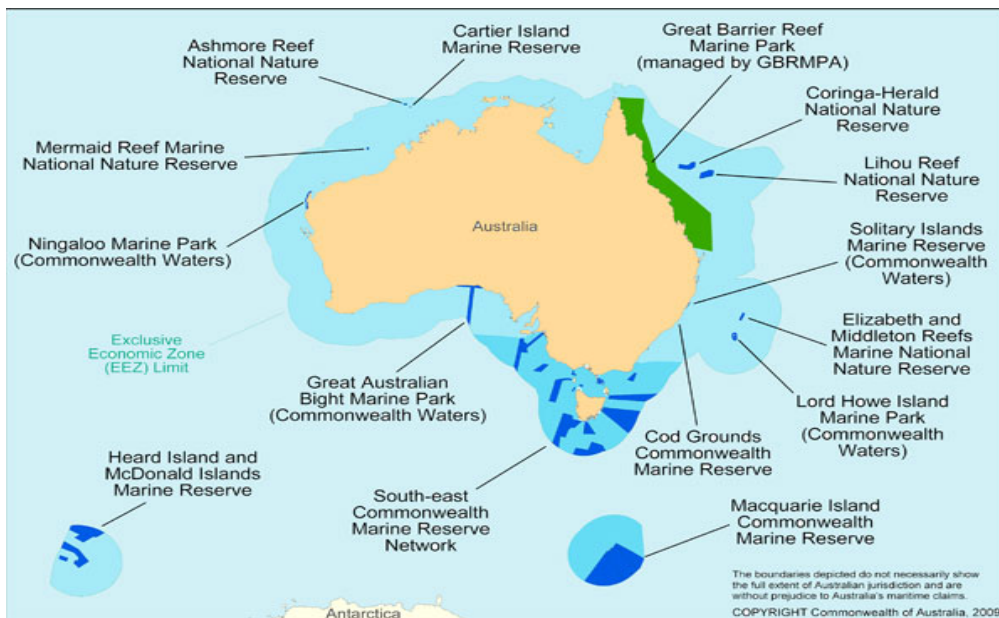 Ashmore Reef
National Nature
Reserve
Cartier Island
Marine Reserve
Great Barrier Reef
Marine Park
(managed by GBRMPA)
Coringa-Herald
National Nature
Reserve
Mermaid Reef Marine
National Nature Reserve
Lihou Reef
National Nature
Reserve
Australia
Ningaloo Marine Park
(Commonwealth Waters)
Solitary Islands
Marine Reserve
(Commonwealth
Waters)
Exclusive
Economic Zone
(EEZ) Limit
Elizabeth and
Middleton Reefs
Marine National
Nature Reserve
Great Australian
Bight Marine Park
(Commonwealth Waters)
Lord Howe Island
Marine Park
(Commonwealth
Waters)
Cod Grounds
Commonwealth
Marine Reserve
Heard Island and
McDonald Islands
Marine Reserve
South-east
Commonwealth
Marine Reserve
Network
Macquarie Island
Commonwealth
Marine Reserve
The boundaries depicted do not necessarily show
the full extent of Australian jurisdiction and are
without prejudice to Australia's maritime claims.
COPYRIGHT Commonwealth of Australia, 2009
Antarctica